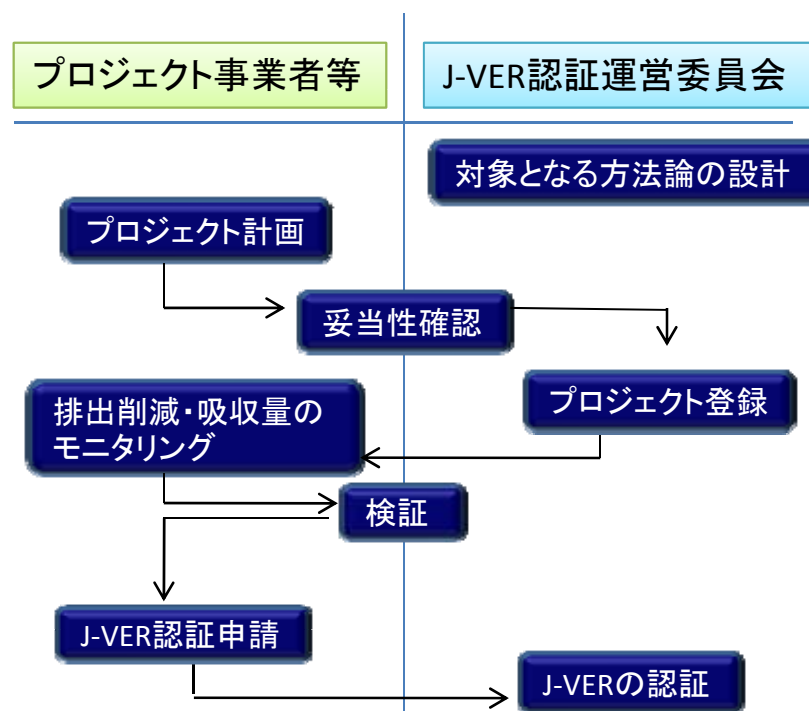 プロジェクト事業者等
J-VER認証運営委員会
対象となる方法論の設計
プロジェクト計画
妥当性確認
プロジェクト登録
排出削減・吸収量の
モニタリング
検証
J-VER認証申請
J-VERの認証